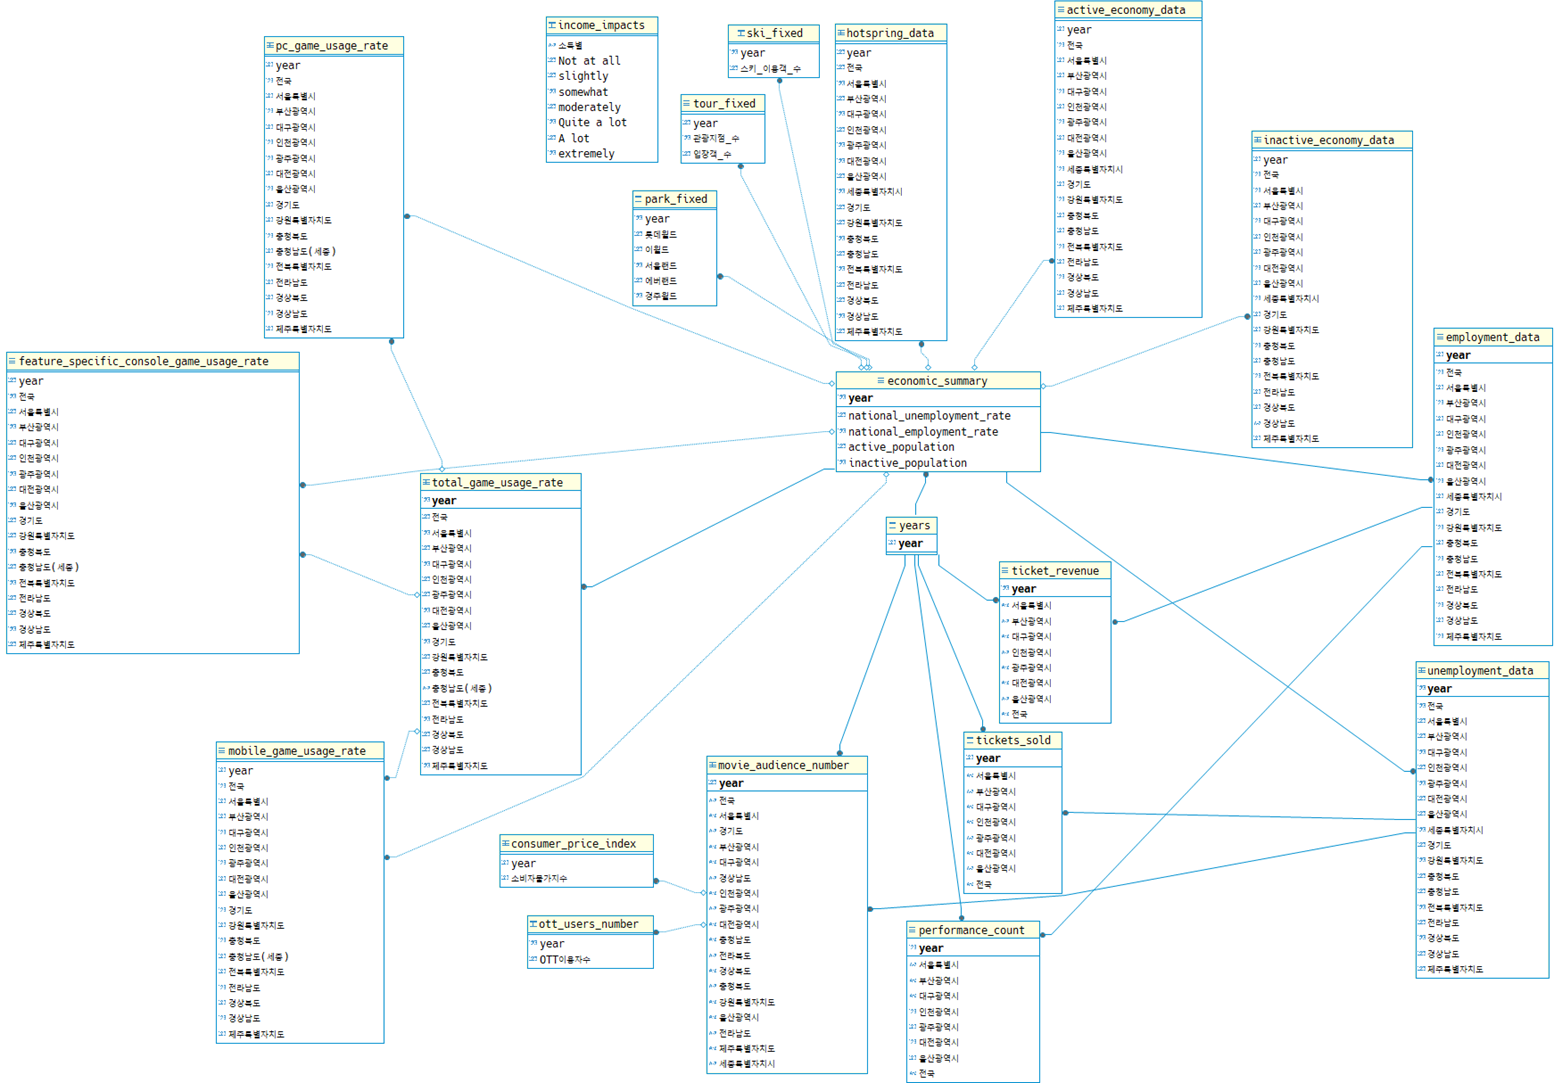 pc_game_usage_rate
year
전국
서울특별시
부산광역시
대구광역시
인천광역시
광주광역시
대전광역시
울산광역시
경기도
강원특별자치도
충청북도
충청남도(세종)
전북특별자치도
전라남도
경상북도
경상남도
제주특별자치도
income_impacts
소득별
Not at all
slightly
somewhat
moderately
Quite a lot
A lot
extremely
ski_fixed
year
스키_이용객_수
tour_fixed
year
관광지점_수
입장객_수
park_fixed
year
롯데월드
이월드
서울랜드
에버랜드
경주월드
hotspring_data
year
전국
서울특별시
부산광역시
대구광역시
인천광역시
광주광역시
대전광역시
울산광역시
세종특별자치시
경기도
강원특별자치도
충청북도
충청남도
전북특별자치도
전라남도
경상북도
경상남도
제주특별자치도
active_economy_data
year
전국
서울특별시
부산광역시
대구광역시
인천광역시
광주광역시
대전광역시
울산광역시
세종특별자치시
경기도
강원특별자치도
충청북도
충청남도
전북특별자치도
전라남도
경상북도
경상남도
제주특별자치도
inactive_economy_data
year
전국
서울특별시
부산광역시
대구광역시
인천광역시
광주광역시
대전광역시
울산광역시
세종특별자치시
경기도
강원특별자치도
충청북도
충청남도
전북특별자치도
전라남도
경상북도
경상남도
제주특별자치도
employment_data
year
전국
서울특별시
부산광역시
대구광역시
인천광역시
광주광역시
대전광역시
울산광역시
세종특별자치시
경기도
강원특별자치도
충청북도
충청남도
전북특별자치도
전라남도
경상북도
경상남도
제주특별자치도
feature_specific_console_game_usage_rate
year
전국
서울특별시
부산광역시
대구광역시
인천광역시
광주광역시
대전광역시
울산광역시
경기도
강원특별자치도
충청북도
충청남도(세종)
전북특별자치도
전라남도
경상북도
경상남도
제주특별자치도
economic_summary
year
national_unemployment_rate
national_employment_rate
active_population
inactive_population
total_game_usage_rate
year
전국
서울특별시
부산광역시
대구광역시
인천광역시
광주광역시
대전광역시
울산광역시
경기도
강원특별자치도
충청북도
충청남도(세종)
전북특별자치도
전라남도
경상북도
경상남도
제주특별자치도
years
year
ticket_revenue
year
서울특별시
부산광역시
대구광역시
인천광역시
광주광역시
대전광역시
울산광역시
전국
unemployment_data
year
전국
서울특별시
부산광역시
대구광역시
인천광역시
광주광역시
대전광역시
울산광역시
세종특별자치시
경기도
강원특별자치도
충청북도
충청남도
전북특별자치도
전라남도
경상북도
경상남도
제주특별자치도
mobile_game_usage_rate
year
전국
서울특별시
부산광역시
대구광역시
인천광역시
광주광역시
대전광역시
울산광역시
경기도
강원특별자치도
충청북도
충청남도(세종)
전북특별자치도
전라남도
경상북도
경상남도
제주특별자치도
tickets_sold
year
서울특별시
부산광역시
대구광역시
인천광역시
광주광역시
대전광역시
울산광역시
전국
movie_audience_number
year
전국
서울특별시
경기도
부산광역시
대구광역시
경상남도
인천광역시
광주광역시
대전광역시
충청남도
전라북도
경상북도
충청북도
강원특별자치도
울산광역시
전라남도
제주특별자치도
세종특별자치시
consumer_price_index
year
소비자물가지수
ott_users_number
year
OTT이용자수
performance_count
year
서울특별시
부산광역시
대구광역시
인천광역시
광주광역시
대전광역시
울산광역시
전국